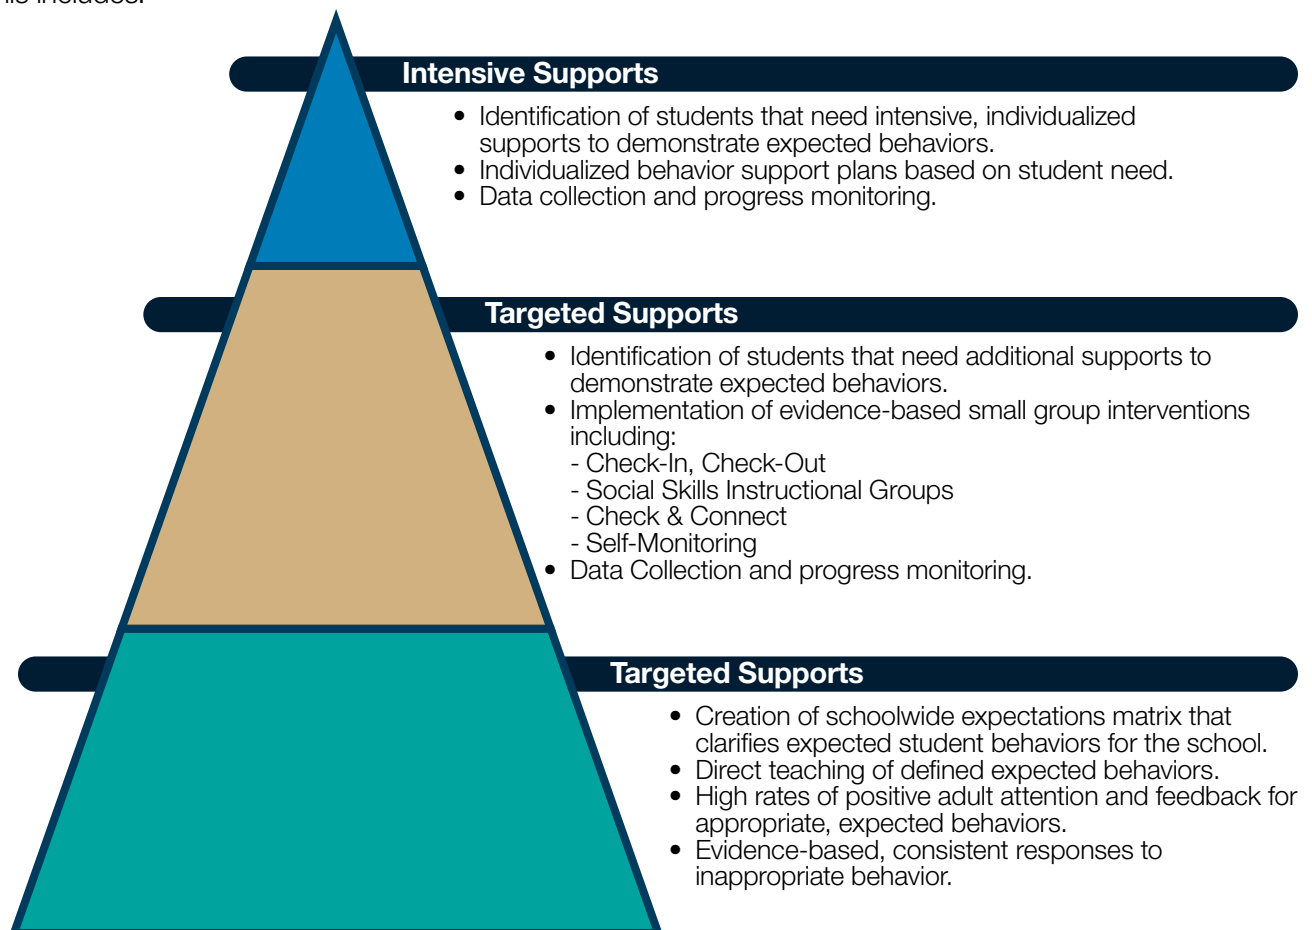 his includes:
Intensive Supports
• Identification of students that need intensive, individualized
supports to demonstrate expected behaviors.
• Individualized behavior support plans based on student need.
• Data collection and progress monitoring.
Targeted Supports
• Identification of students that need additional supports to
demonstrate expected behaviors.
• Implementation of evidence-based small group interventions
including:
- Check-In, Check-Out
- Social Skills Instructional Groups
- Check & Connect
- Self-Monitoring
• Data Collection and progress monitoring.
Targeted Supports
• Creation of schoolwide expectations matrix that
clarifies expected student behaviors for the school.
• Direct teaching of defined expected behaviors.
• High rates of positive adult attention and feedback for
appropriate, expected behaviors.
• Evidence-based, consistent responses to
inappropriate behavior.